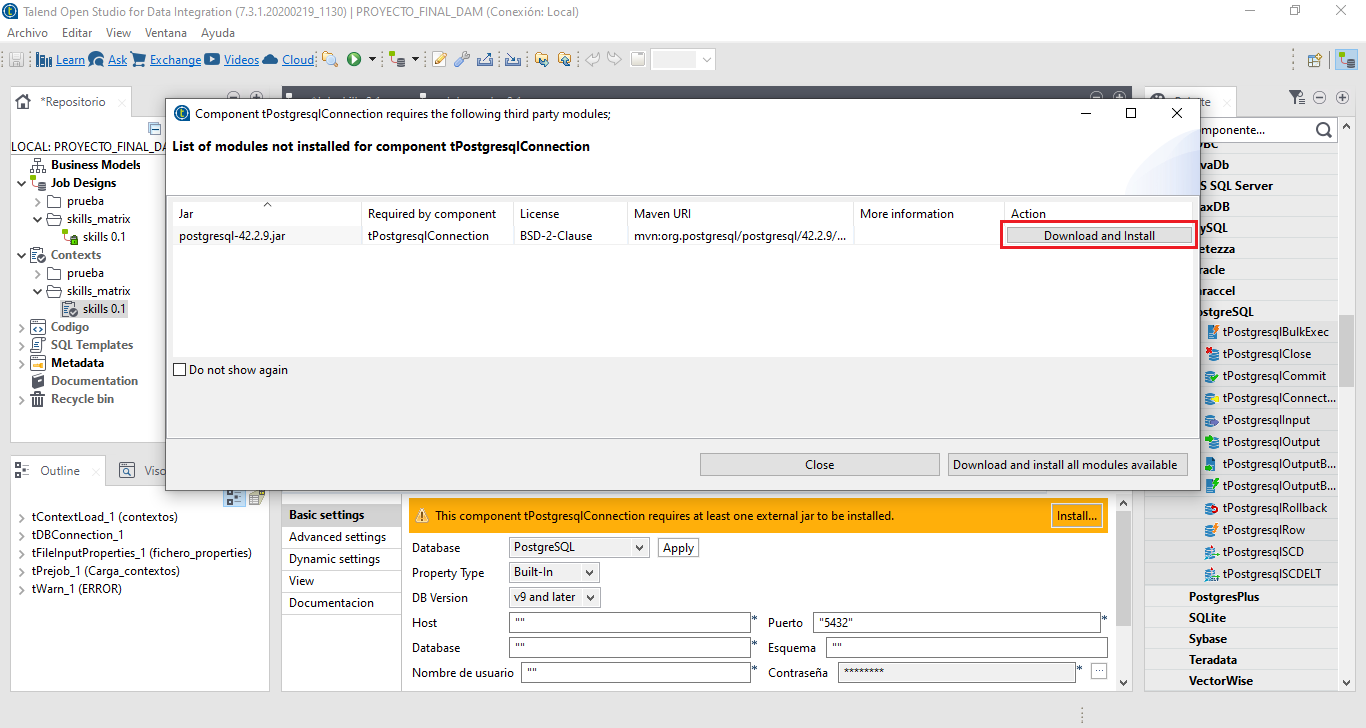 Talend Open Studio for Data Integration (7.3.1.20200219_1130) | PROYECTO_FINAL_DAM (Conexión: Local)
Archivo Editar View Ventana Ayuda
Learn Ask Exchange Videos Cloud
*Repositorio
LOCAL: PROYECTO_FINAL_DA
Business Models
Job Designs
prueba
skills_matrix
skills 0.1
Contexts
prueba
skills_matrix
skills 0.1
Codigo
SQL Templates
Metadata
Documentation
Recycle bin
Component tPostgresqlConnection requires the following third party modules;
List of modules not installed for component tPostgresqlConnection
Jar Required by component License Maven URI More information Action
postgresql-42.2.9.jar tPostgresqlConnection BSD-2-Clause mvn:org.postgresql/postgresql/42.2.9/... Download and Install
Do not show again
Close Download and install all modules available
mponente...
vaDb
S SQL Server
axDB
ySQL
etezza
racle
raccel
stgreSQL
tPostgresqlBulkExec
tPostgresqlClose
tPostgresqlCommit
tPostgresqlConnect...
tPostgresqlInput
tPostgresqlOutput
tPostgresqlOutputB...
tPostgresqlOutputB...
tPostgresqlRollback
tPostgresqlRow
tPostgresqlSCD
tPostgresqlSCDELT
PostgresPlus
SQLite
Sybase
Teradata
VectorWise
Outline Viso
tContextLoad_1 (contextos)
tDBConnection_1
tFileInputProperties_1 (fichero_properties)
tPrejob_1 (Carga_contextos)
tWarn_1 (ERROR)
Basic settings
Advanced settings
Dynamic settings
View
Documentacion
This component tPostgresqlConnection requires at least one external jar to be installed. Install...
Database PostgreSQL Apply
Property Type Built-In
DB Version v9 and later
Host "" * Puerto "5432" *
Database "" * Esquema ""
Nombre de usuario "" * Contraseña ******** * ...